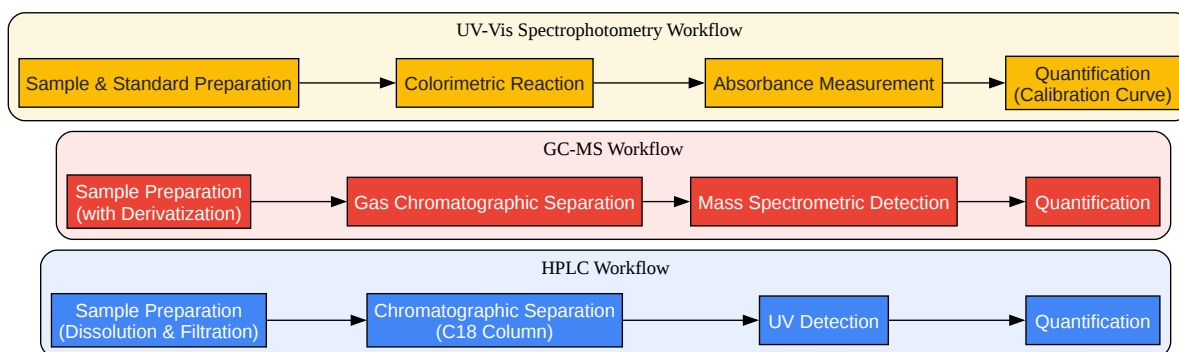 UV-Vis Spectrophotometry Workflow
Sample & Standard Preparation
Colorimetric Reaction
Absorbance Measurement
Quantification
(Calibration Curve)
GC-MS Workflow
Sample Preparation
(with Derivatization)
Gas Chromatographic Separation
Mass Spectrometric Detection
Quantification
HPLC Workflow
Sample Preparation
(Dissolution & Filtration)
Chromatographic Separation
(C18 Column)
UV Detection
Quantification